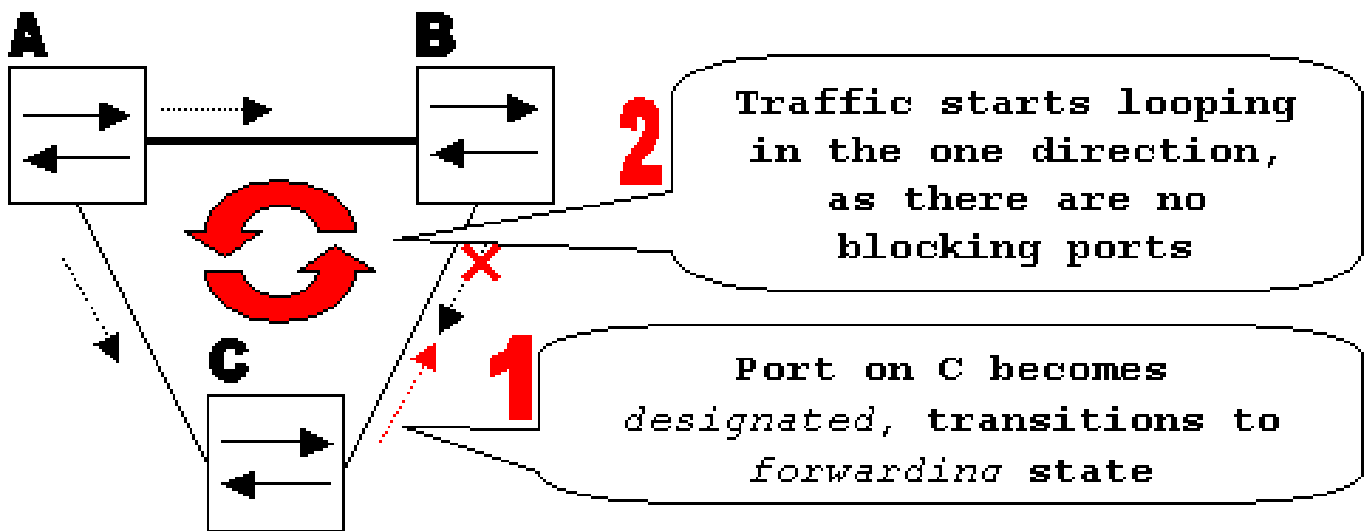 A
B
2
Traffic starts looping
in the one direction,
as there are no
blocking ports
C
1
Port on C becomes
designated, transitions to
forwarding state